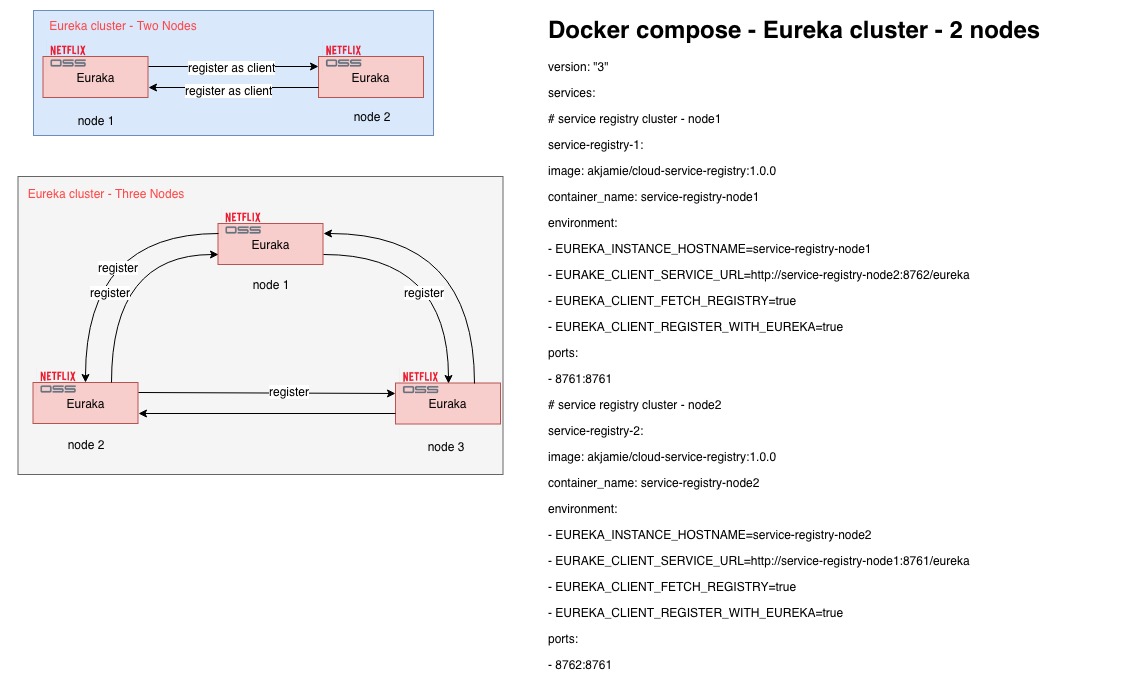 Eureka cluster - Two Nodes
NETFLIX
OSS
Euraka
node 1
register as client
register as client
NETFLIX
OSS
Euraka
node 2
Eureka cluster - Three Nodes
NETFLIX
OSS
Euraka
node 1
register
register
register
NETFLIX
OSS
Euraka
node 2
register
NETFLIX
OSS
Euraka
node 3
Docker compose - Eureka cluster - 2 nodes
version: "3"
services:
# service registry cluster - node1
service-registry-1:
image: akjamie/cloud-service-registry:1.0.0
container_name: service-registry-node1
environment:
- EUREKA_INSTANCE_HOSTNAME=service-registry-node1
- EURAKE_CLIENT_SERVICE_URL=http://service-registry-node2:8762/eureka
- EUREKA_CLIENT_FETCH_REGISTRY=true
- EUREKA_CLIENT_REGISTER_WITH_EUREKA=true
ports:
- 8761:8761
# service registry cluster - node2
service-registry-2:
image: akjamie/cloud-service-registry:1.0.0
container_name: service-registry-node2
environment:
- EUREKA_INSTANCE_HOSTNAME=service-registry-node2
- EURAKE_CLIENT_SERVICE_URL=http://service-registry-node1:8761/eureka
- EUREKA_CLIENT_FETCH_REGISTRY=true
- EUREKA_CLIENT_REGISTER_WITH_EUREKA=true
ports:
- 8762:8761